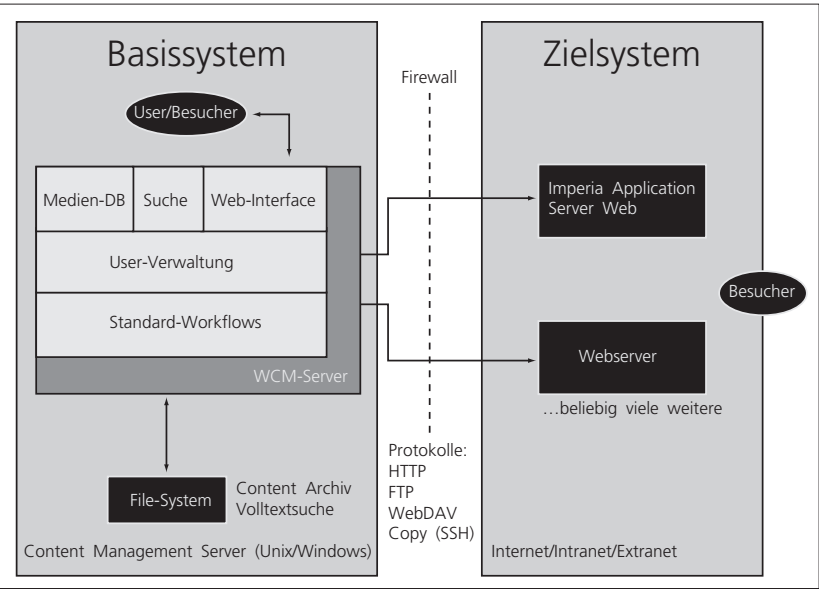 Basissystem
User/Besucher
Medien-DB
Suche
Web-Interface
User-Verwaltung
Standard-Workflows
WCM-Server
File-System
Content Archiv
Volltextsuche
Content Management Server (Unix/Windows)
Firewall
Protokolle:
HTTP
FTP
WebDAV
Copy (SSH)
Zielsystem
Imperia Application
Server Web
Besucher
Webserver
...beliebig viele weitere
Internet/Intranet/Extranet